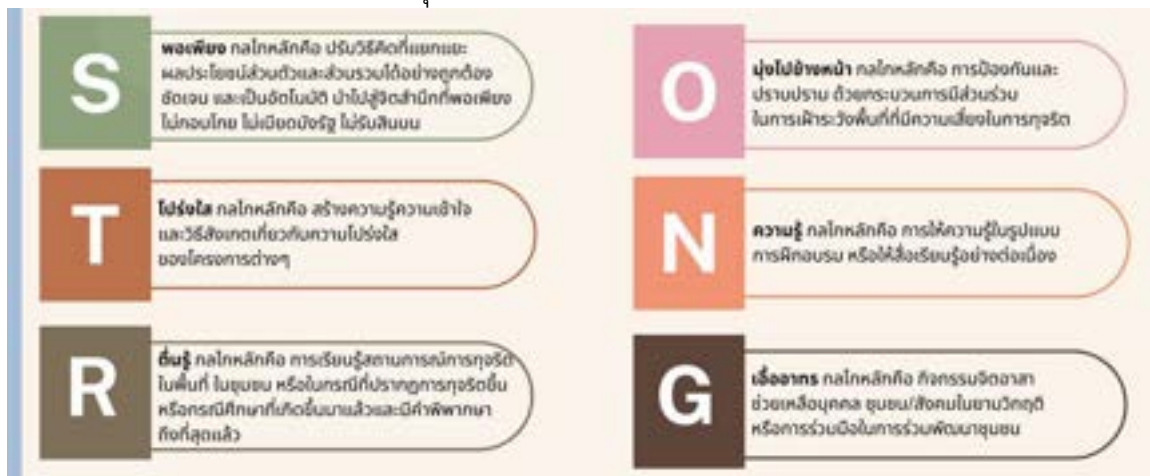 S
พอเพียง กลไกหลักคือ ปรับวิธีคิดที่แยกแยะ
ผลประโยชน์ส่วนตัวและส่วนรวมได้อย่างถูกต้อง
ชัดเจน และเป็นอัตโนมัติ นำไปสู่จิตสำนึกที่พอเพียง
ไม่กอบโกย ไม่เบียดบังรัฐ ไม่รับสินบน
T
โปร่งใส กลไกหลักคือ สร้างความรู้ความเข้าใจ
และวิธีสังเกตเกี่ยวกับความโปร่งใส
ของโครงการต่างๆ
R
ตื่นรู้ กลไกหลักคือ การเรียนรู้สถานการณ์การทุจริต
ในพื้นที่ ในชุมชน หรือในกรณีที่ปรากฏการทุจริตขึ้น
หรือกรณีศึกษาที่เกิดขึ้นมาแล้วและมีคำพิพากษา
ถึงที่สุดแล้ว
O
มุ่งไปข้างหน้า กลไกหลักคือ การป้องกันและ
ปราบปราม ด้วยกระบวนการมีส่วนร่วม
ในการเฝ้าระวังพื้นที่ที่มีความเสี่ยงในการทุจริต
N
ความรู้ กลไกหลักคือ การให้ความรู้ในรูปแบบ
การฝึกอบรม หรือให้สื่อเรียนรู้อย่างต่อเนื่อง
G
เอื้ออาทร กลไกหลักคือ กิจกรรมจิตอาสา
ช่วยเหลือบุคคล ชุมชน/สังคมในยามวิกฤติ
หรือการร่วมมือในการร่วมพัฒนาชุมชน